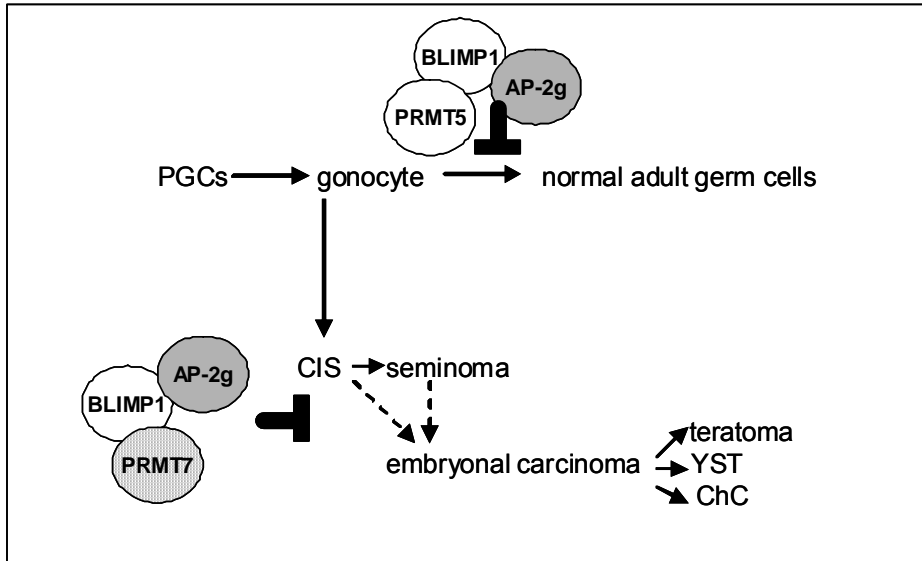 BLIMP1
AP-2g
PRMT5
PGCs gonocyte normal adult germ cells
CIS seminoma
AP-2g
BLIMP1
PRMT7
embryonal carcinoma
teratoma
YST
ChC